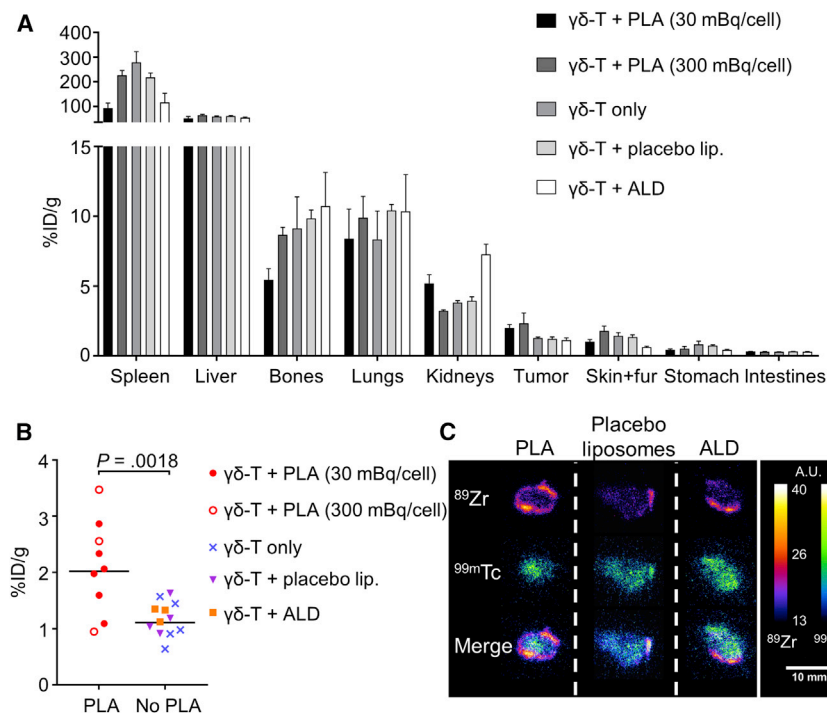 A
γδ-T + PLA (30 mBq/cell)
γδ-T + PLA (300 mBq/cell)
γδ-T only
γδ-T + placebo lip.
γδ-T + ALD
%ID/g
400
300
200
100
15
10
5
0
Spleen Liver Bones Lungs Kidneys Tumor Skin+fur Stomach Intestines
B
P = .0018
%ID/g
4
3
2
1
0
PLA No PLA
γδ-T + PLA (30 mBq/cell)
γδ-T + PLA (300 mBq/cell)
γδ-T only
γδ-T + placebo lip.
γδ-T + ALD
C
Placebo
PLA liposomes ALD
⁸⁹Zr
⁹⁹ᵐTc
Merge
A.U.
40 40
26 26
13 13
⁸⁹Zr 99
10 mm